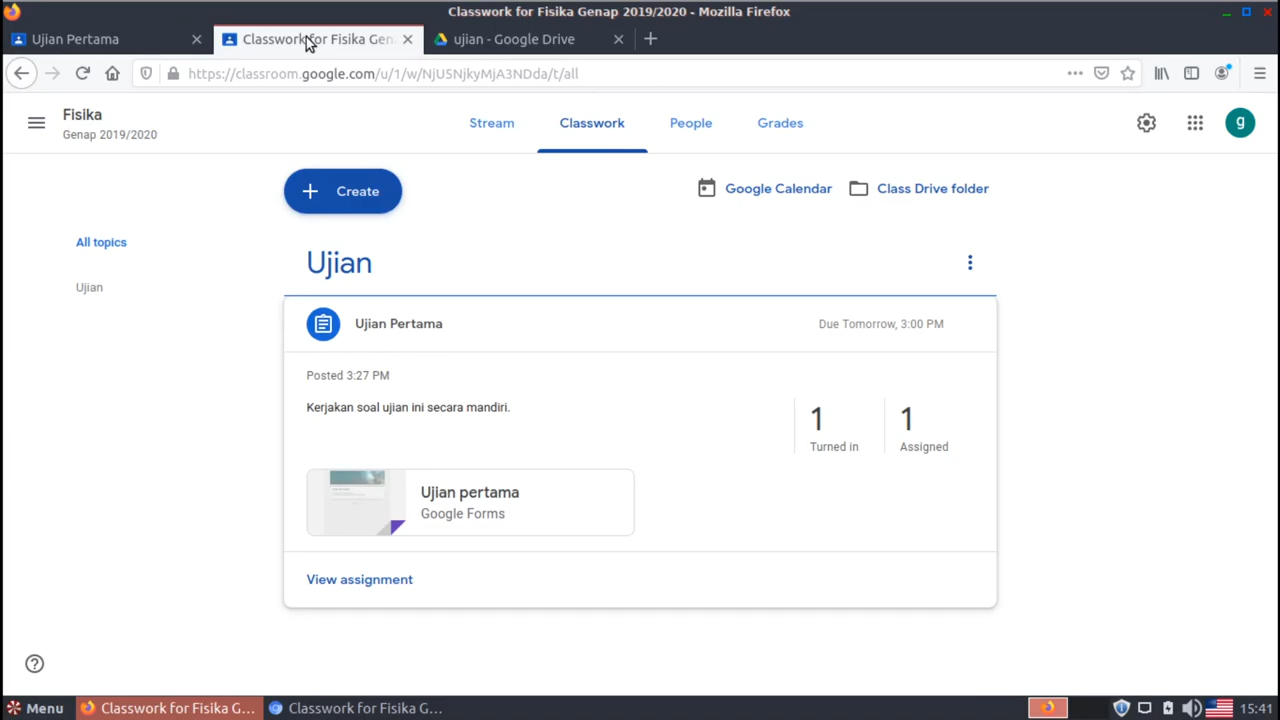 Classwork for Fisika Genap 2019/2020 - Mozilla Firefox
Ujian Pertama
Classwork for Fisika Gen
ujian - Google Drive
https://classroom.google.com/u/1/w/NjU5NjkyMjA3NDda/t/all
Fisika
Genap 2019/2020
Stream
Classwork
People
Grades
g
Create
Google Calendar
Class Drive folder
All topics
Ujian
Ujian
Ujian Pertama
Due Tomorrow, 3:00 PM
Posted 3:27 PM
Kerjakan soal ujian ini secara mandiri.
1
Turned in
1
Assigned
Ujian pertama
Google Forms
View assignment
Menu
Classwork for Fisika G...
Classwork for Fisika G...
15:41